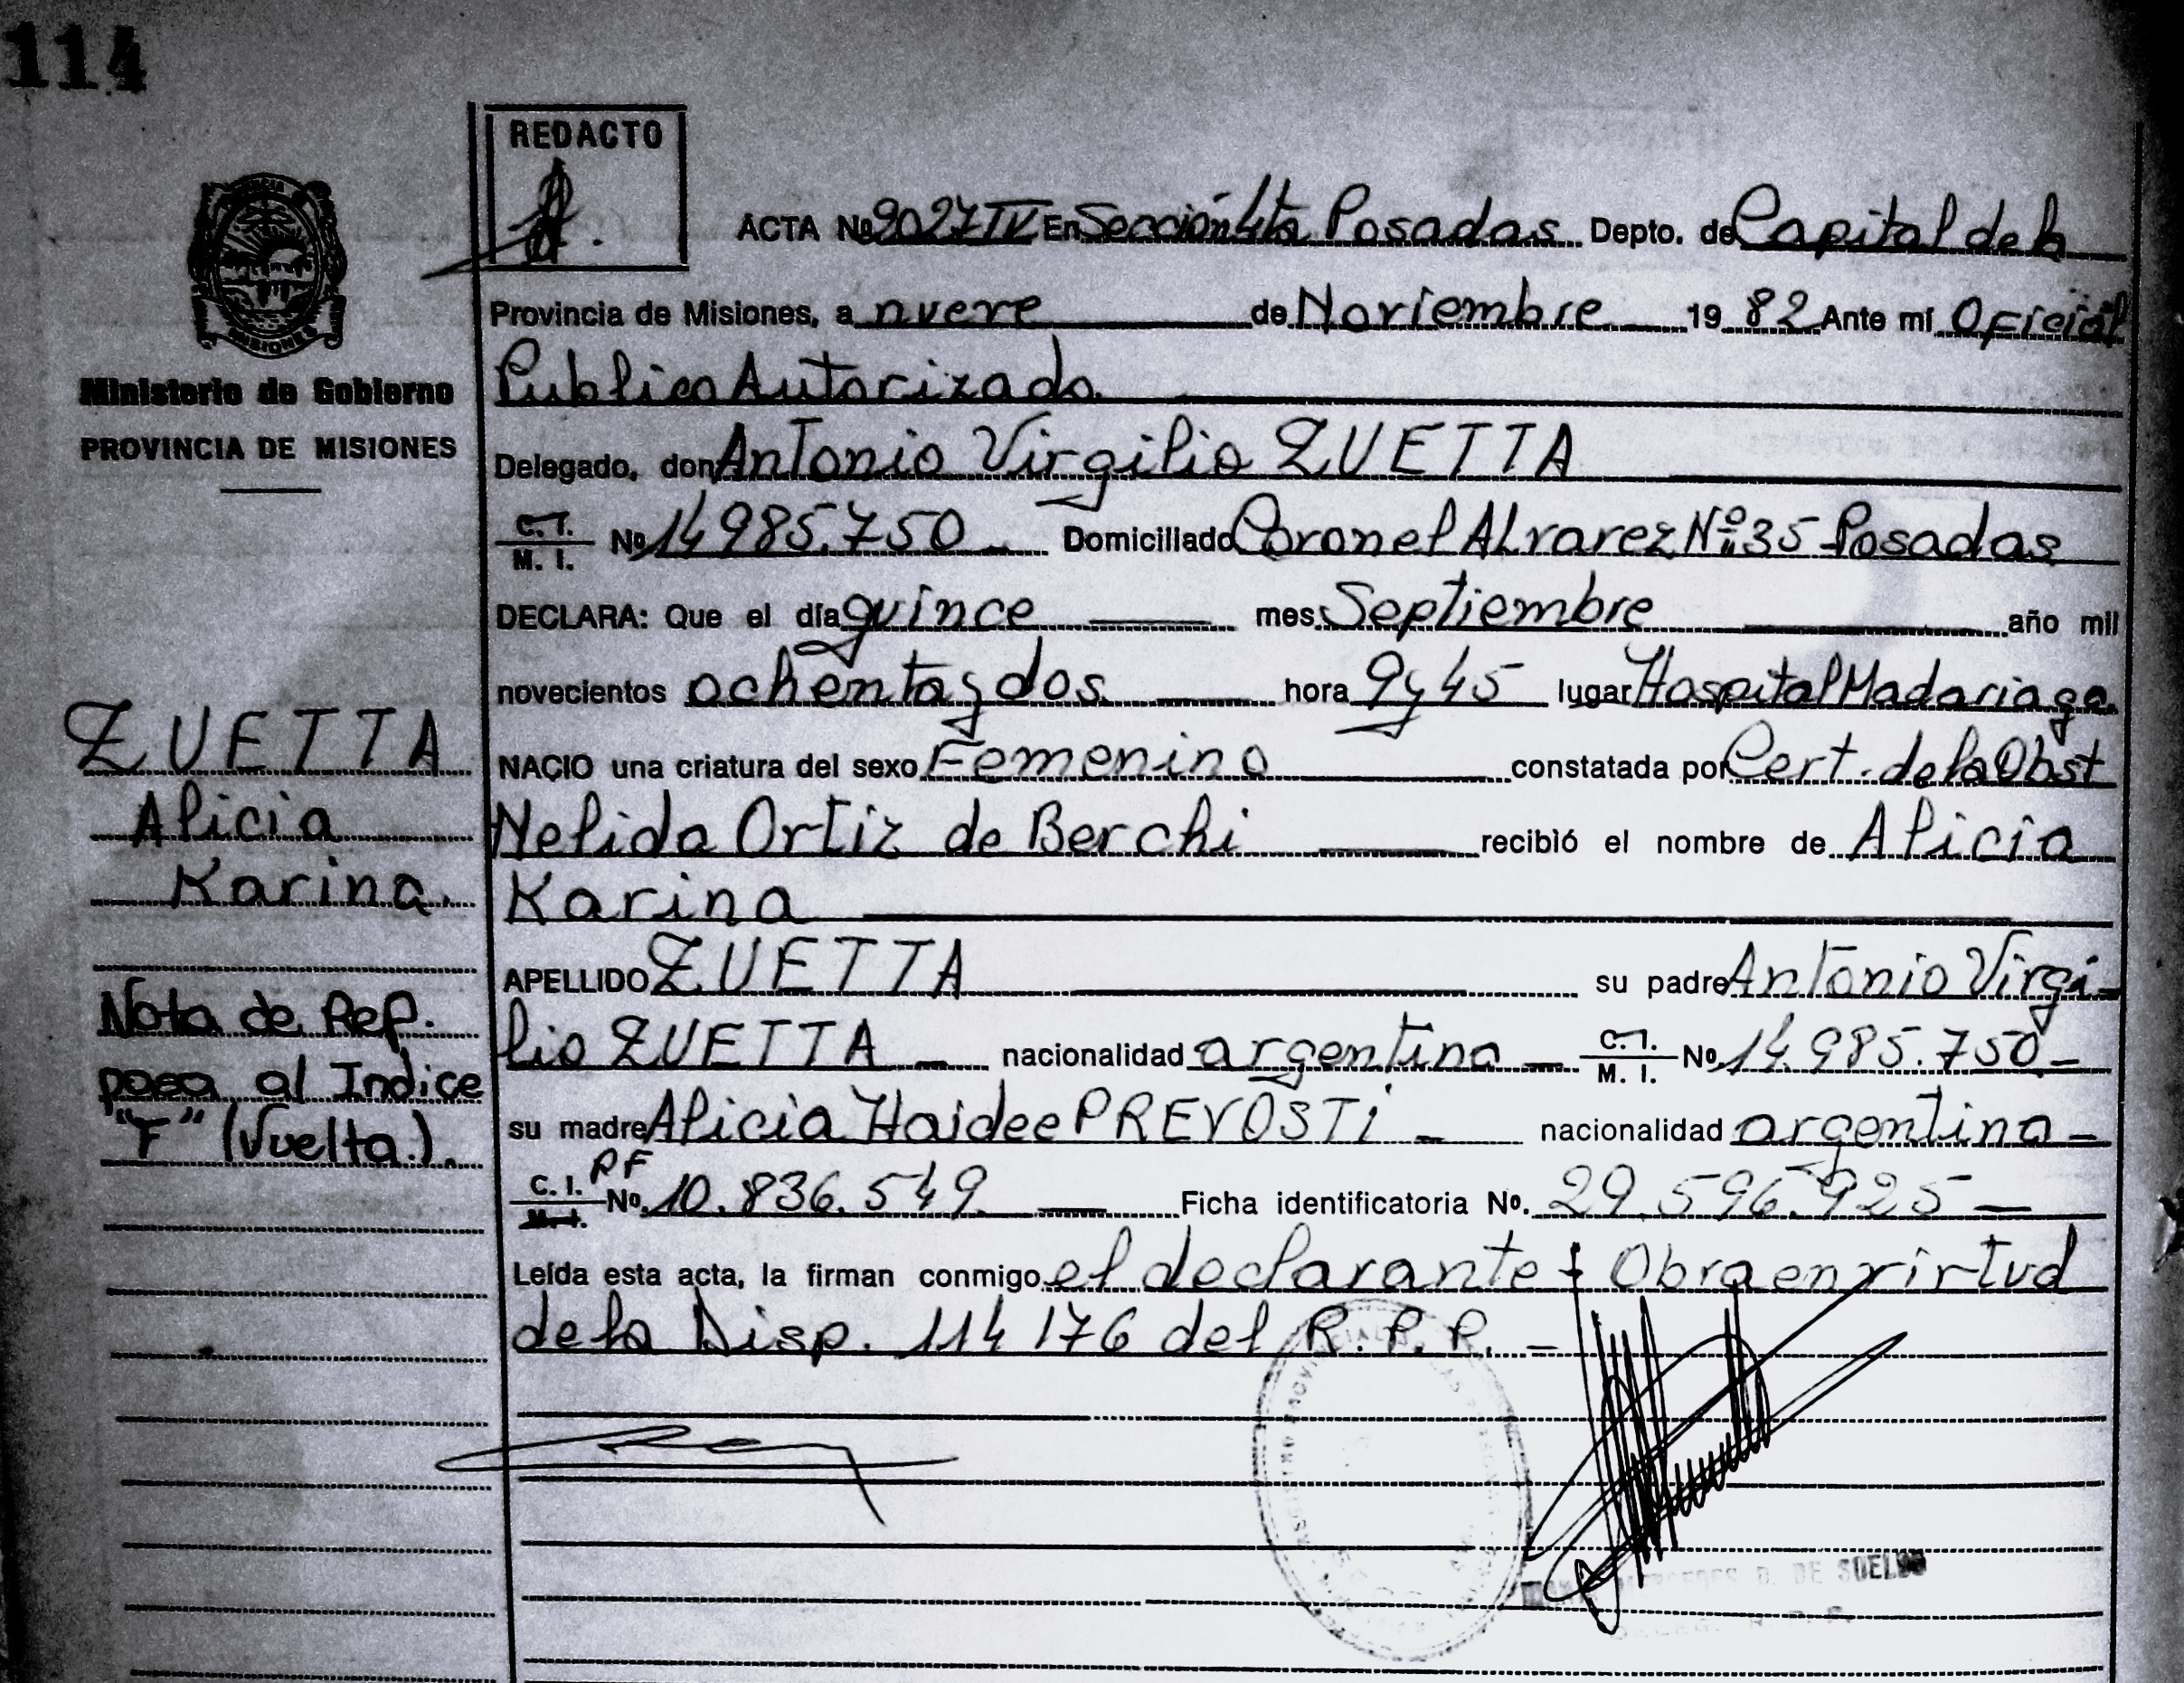 114
REDACTO
ACTA Nº 2027 IV En Sección 4ta Posadas Depto. de Capital de la
Provincia de Misiones, a nueve de Noviembre 1982 Ante mí Oficial
Publico Autorizado
Ministerio de Gobierno
PROVINCIA DE MISIONES
Delegado, don Antonio Virgilio ZUETTA
C.I. M. I. Nº 14 985.750 Domiciliado Coronel ALvarez Nº 35 Posadas
DECLARA: Que el día quince mes Septiembre año mil
novecientos ochenta y dos hora 9 y 45 lugar Hospital Madariaga.
NACIO una criatura del sexo Femenino constatada por Cert. de la Obst
Nelida Ortiz de Berchi recibió el nombre de Alicia
Karina
ZUETTA
Alicia
Karina.
APELLIDO ZUETTA su padre Antonio Virgi-
lio ZUETTA nacionalidad argentina C.I. M. I. Nº 14.985.750
su madre Alicia Haidee PREVOSTi nacionalidad argentina
C. I. M. I. PF Nº 10.836.549 Ficha identificatoria Nº. 29.596.925
Leída esta acta, la firman conmigo el declarante - Obra en virtud
de la Disp. 114 176 del R.P.P.
Nota de Ref.
pasa al Indice
"F" (Vuelta.).
DE SUELDO